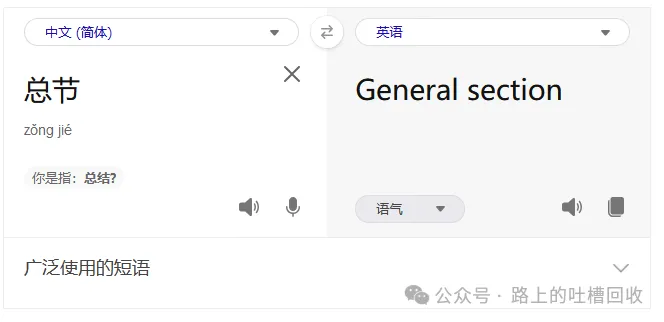 中文 (简体)
英语
总节
General section
zǒng jié
你是指：总结?
语气
广泛使用的短语
公众号 · 路上的吐槽回收